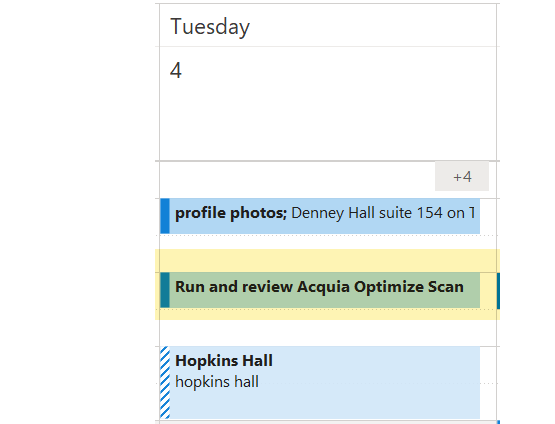 Tuesday
4
+4
profile photos; Denney Hall suite 154 on 1
Run and review Acquia Optimize Scan
Hopkins Hall
hopkins hall